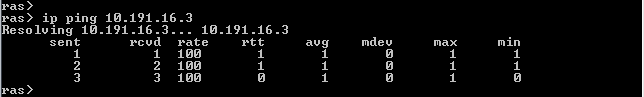 ras>
ras> ip ping 10.191.16.3
Resolving 10.191.16.3... 10.191.16.3
sent rcvd rate rtt avg mdev max min
1 1 100 1 1 0 1 1
2 2 100 1 1 0 1 1
3 3 100 0 1 0 1 0
ras>